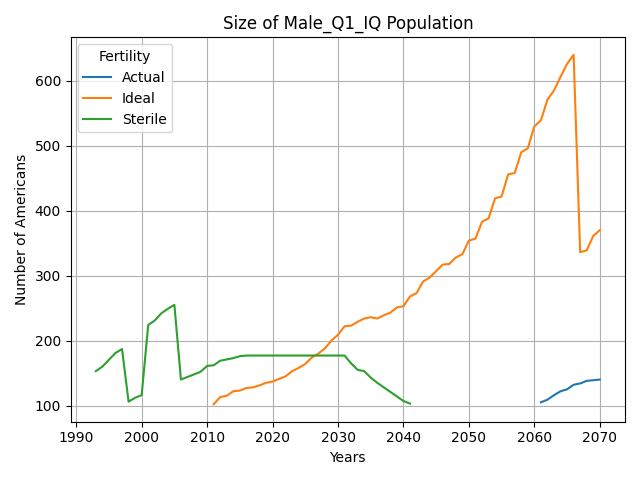 Size of Male_Q1_IQ Population
Fertility
Actual
Ideal
Sterile
Number of Americans
600
500
400
300
200
100
1990 2000 2010 2020 2030 2040 2050 2060 2070
Years